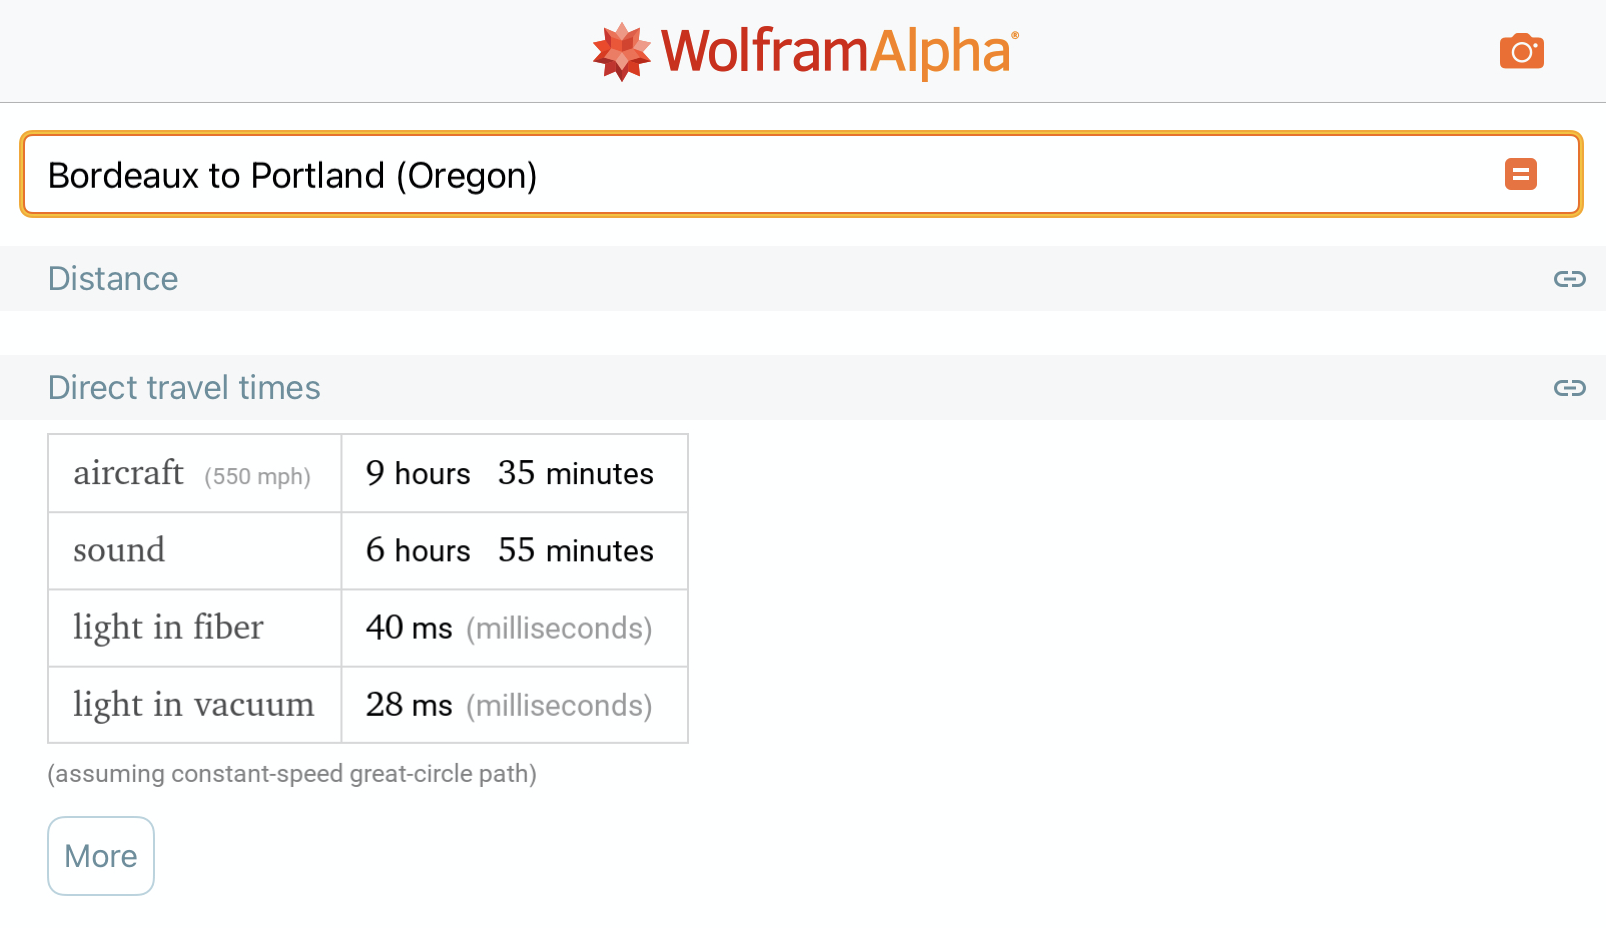 WolframAlpha®
Bordeaux to Portland (Oregon)
Distance
Direct travel times
aircraft (550 mph) 9 hours 35 minutes
sound 6 hours 55 minutes
light in fiber 40 ms (milliseconds)
light in vacuum 28 ms (milliseconds)
(assuming constant-speed great-circle path)
More